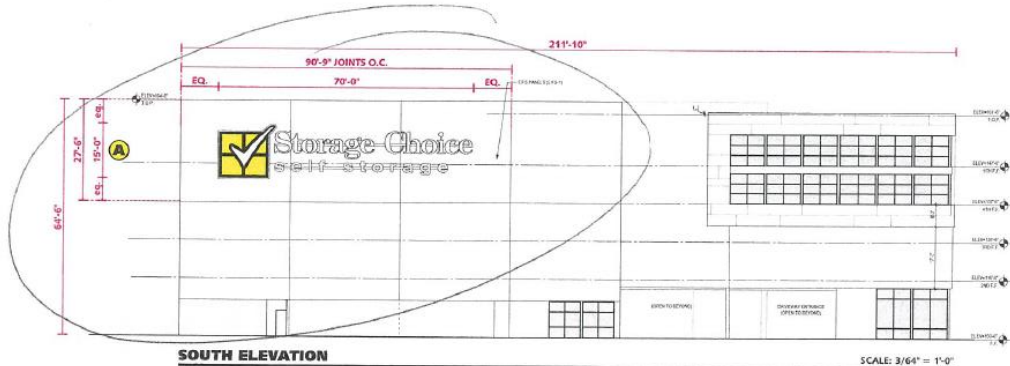 211'-10"
90'-9" JOINTS O.C.
EQ. 70'-0" EQ.
eq.
27'-6"
15'-0"
eq.
64'-6"
A
Storage Choice
self storage
(OPEN TO BEYOND)
DRIVEWAY ENTRANCE
(OPEN TO BEYOND)
SOUTH ELEVATION
SCALE: 3/64" = 1'-0"